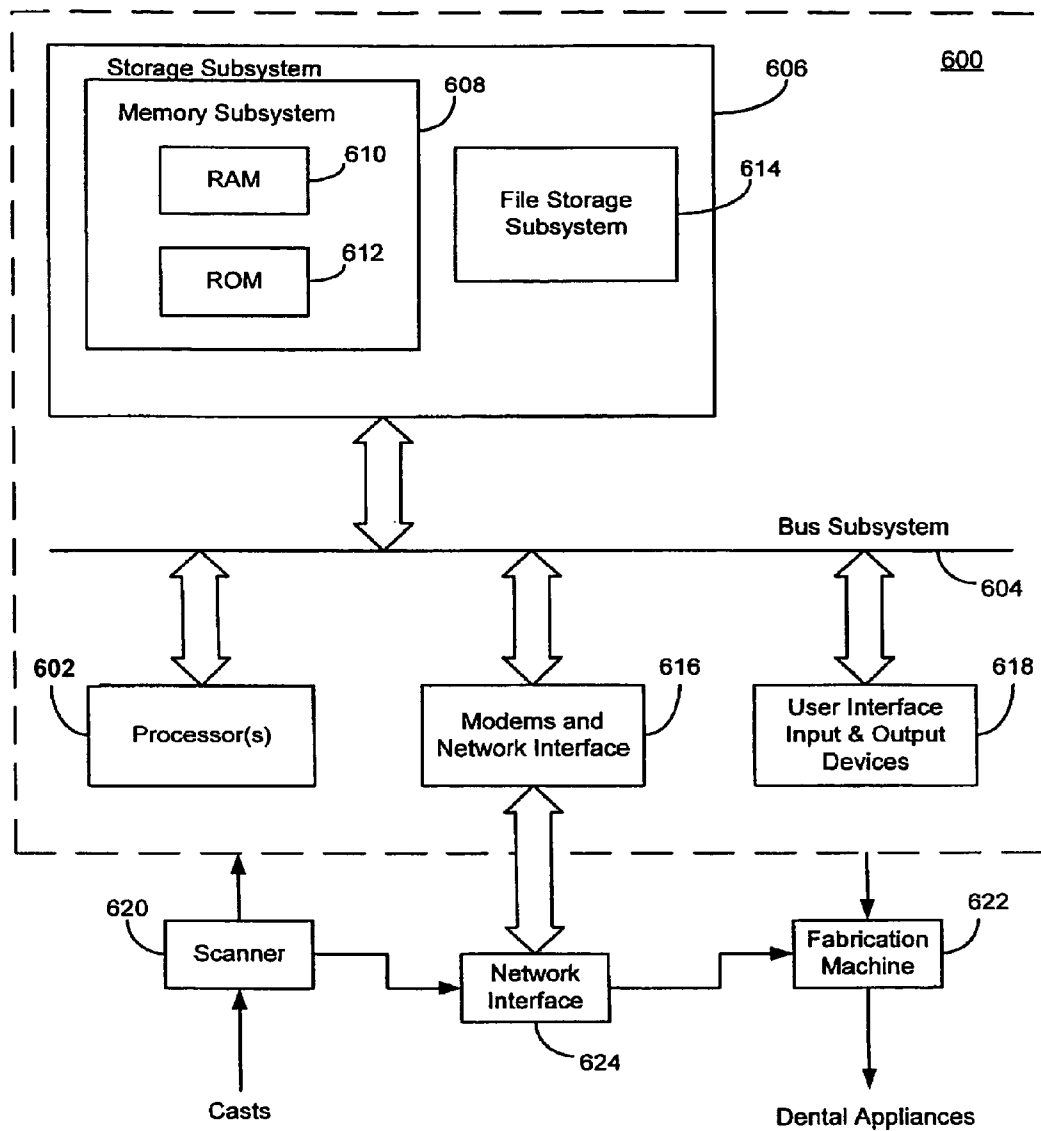 600
Storage Subsystem
608
606
Memory Subsystem
610
RAM
614
File Storage
Subsystem
612
ROM
Bus Subsystem
604
602
Processor(s)
616
Modems and
Network Interface
618
User Interface
Input & Output
Devices
620
Scanner
622
Fabrication
Machine
Network
Interface
624
Casts
Dental Appliances